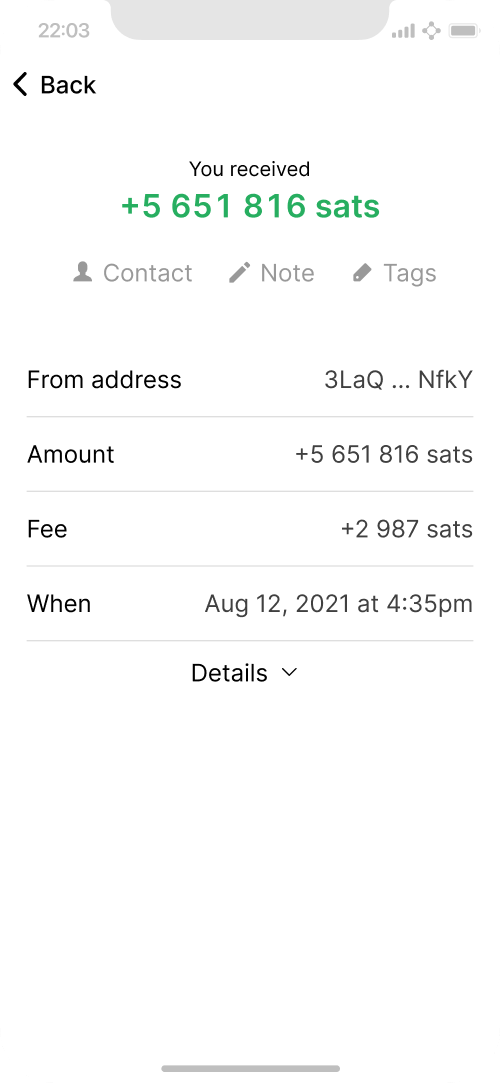 22:03
Back
You received
+5 651 816 sats
Contact Note Tags
From address 3LaQ ... NfkY
Amount +5 651 816 sats
Fee +2 987 sats
When Aug 12, 2021 at 4:35pm
Details